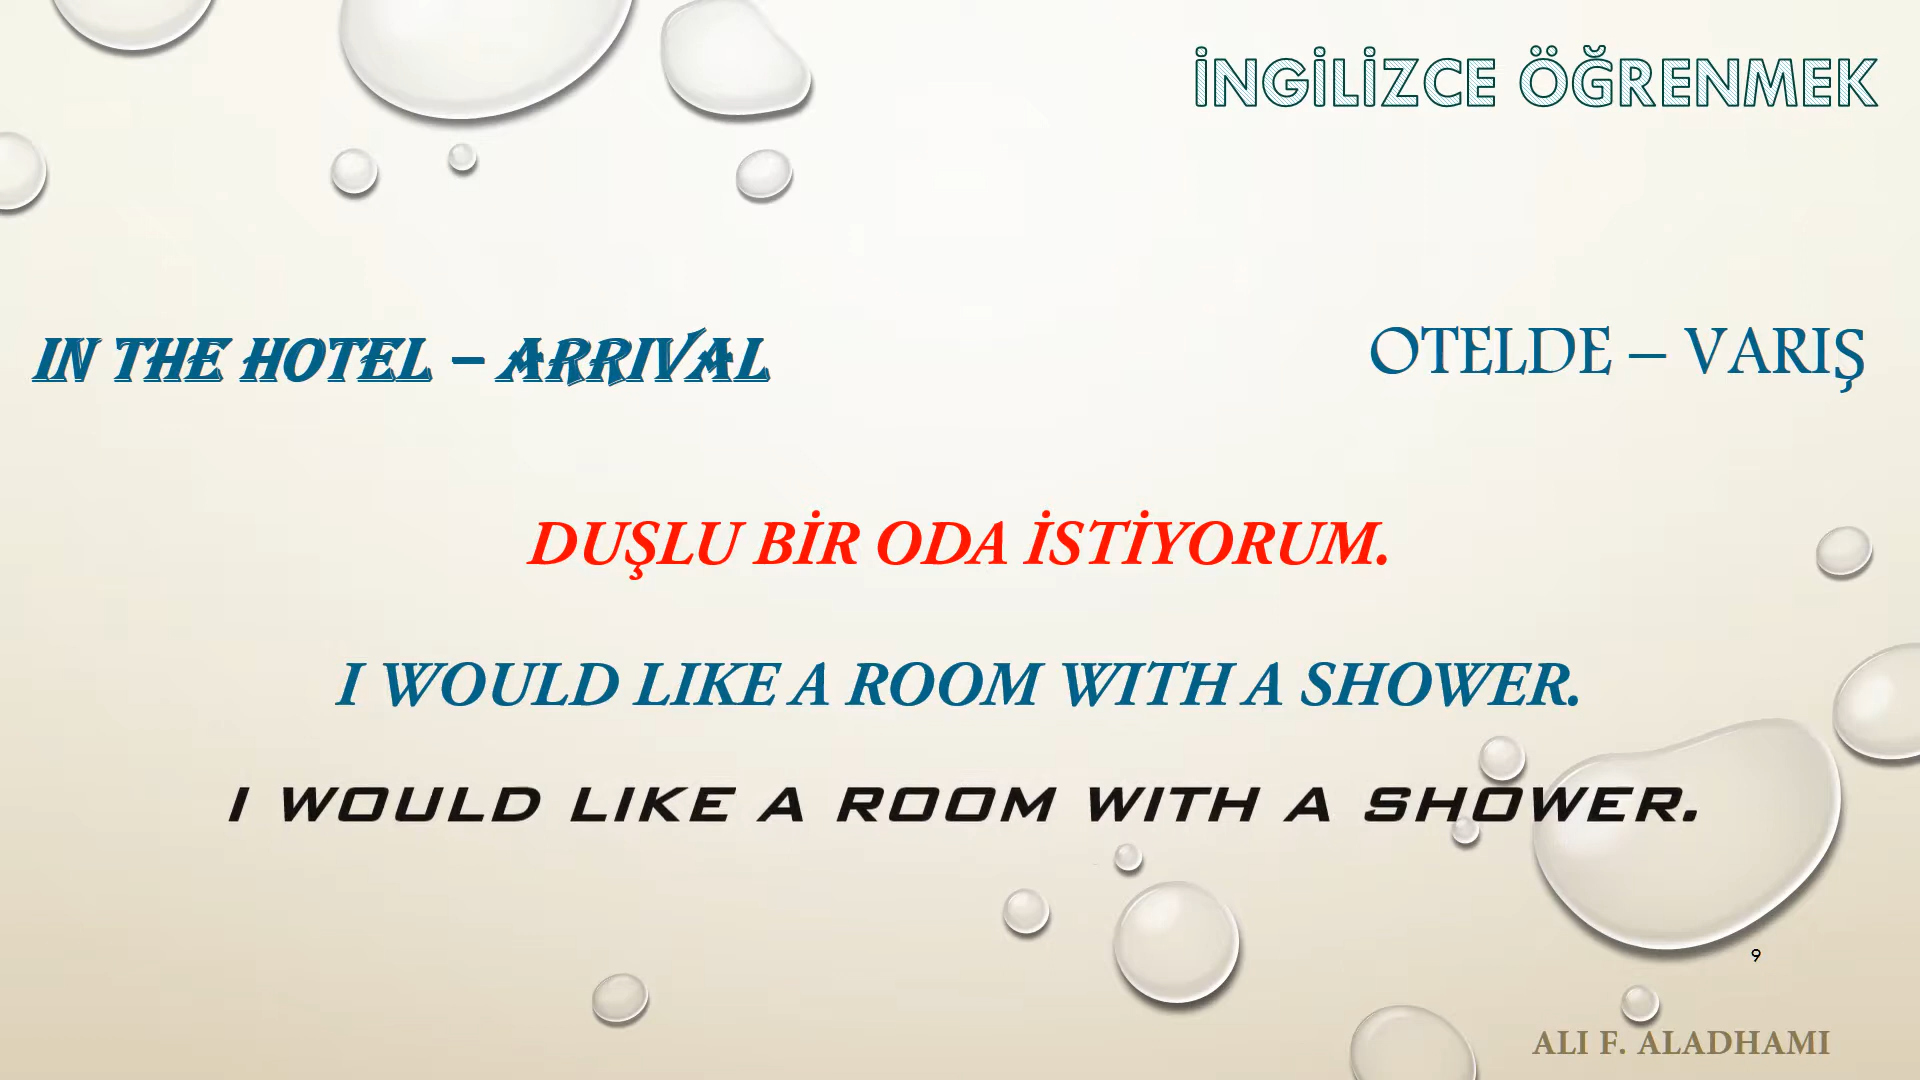 İNGİLİZCE ÖĞRENMEK
IN THE HOTEL – ARRIVAL
OTELDE – VARIŞ
DUŞLU BİR ODA İSTİYORUM.
I WOULD LIKE A ROOM WITH A SHOWER.
I WOULD LIKE A ROOM WITH A SHOWER.
9
ALI F. ALADHAMI